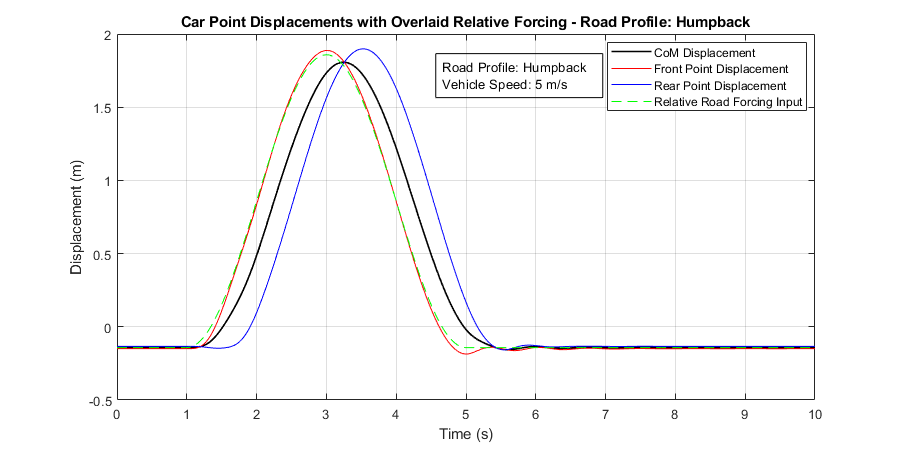 Car Point Displacements with Overlaid Relative Forcing - Road Profile: Humpback
2
1.5
1
0.5
0
-0.5
Displacement (m)
Road Profile: Humpback
Vehicle Speed: 5 m/s
CoM Displacement
Front Point Displacement
Rear Point Displacement
Relative Road Forcing Input
0 1 2 3 4 5 6 7 8 9 10
Time (s)